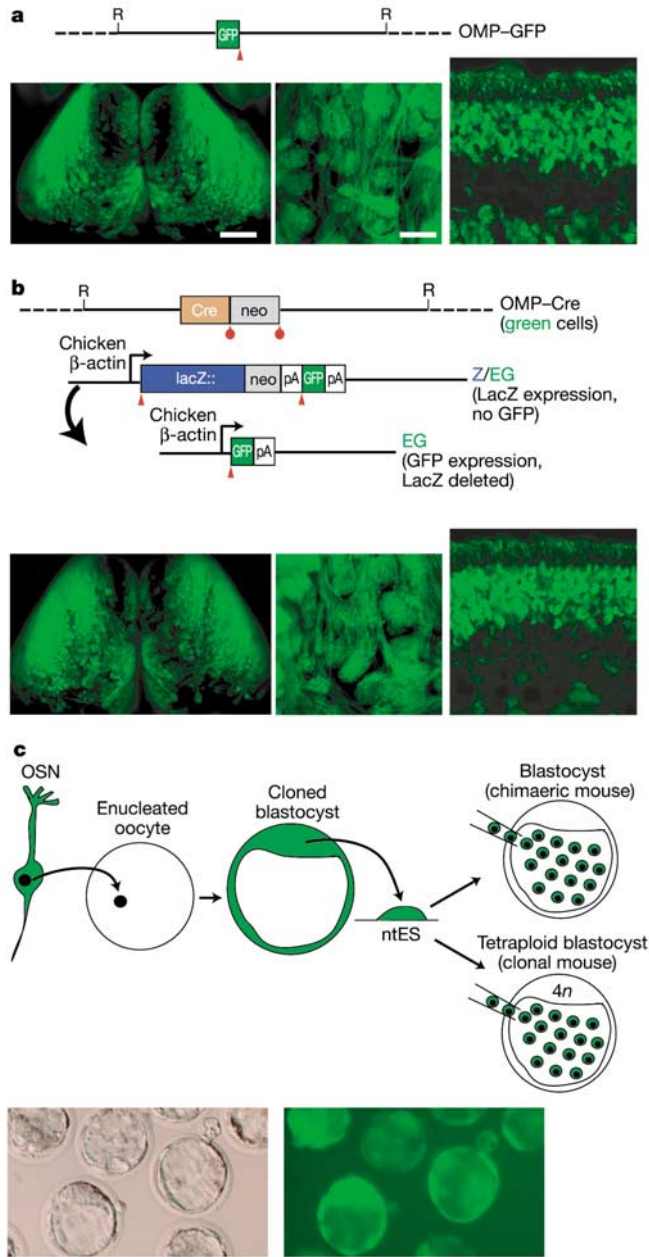 a
R
R
GFP
OMP–GFP
b
R
R
Cre
neo
OMP–Cre
(green cells)
Chicken
β-actin
lacZ::
neo
pA
GFP
pA
Z/EG
(LacZ expression,
no GFP)
Chicken
β-actin
GFP
pA
EG
(GFP expression,
LacZ deleted)
c
OSN
Enucleated
oocyte
Cloned
blastocyst
ntES
Blastocyst
(chimaeric mouse)
Tetraploid blastocyst
(clonal mouse)
4n